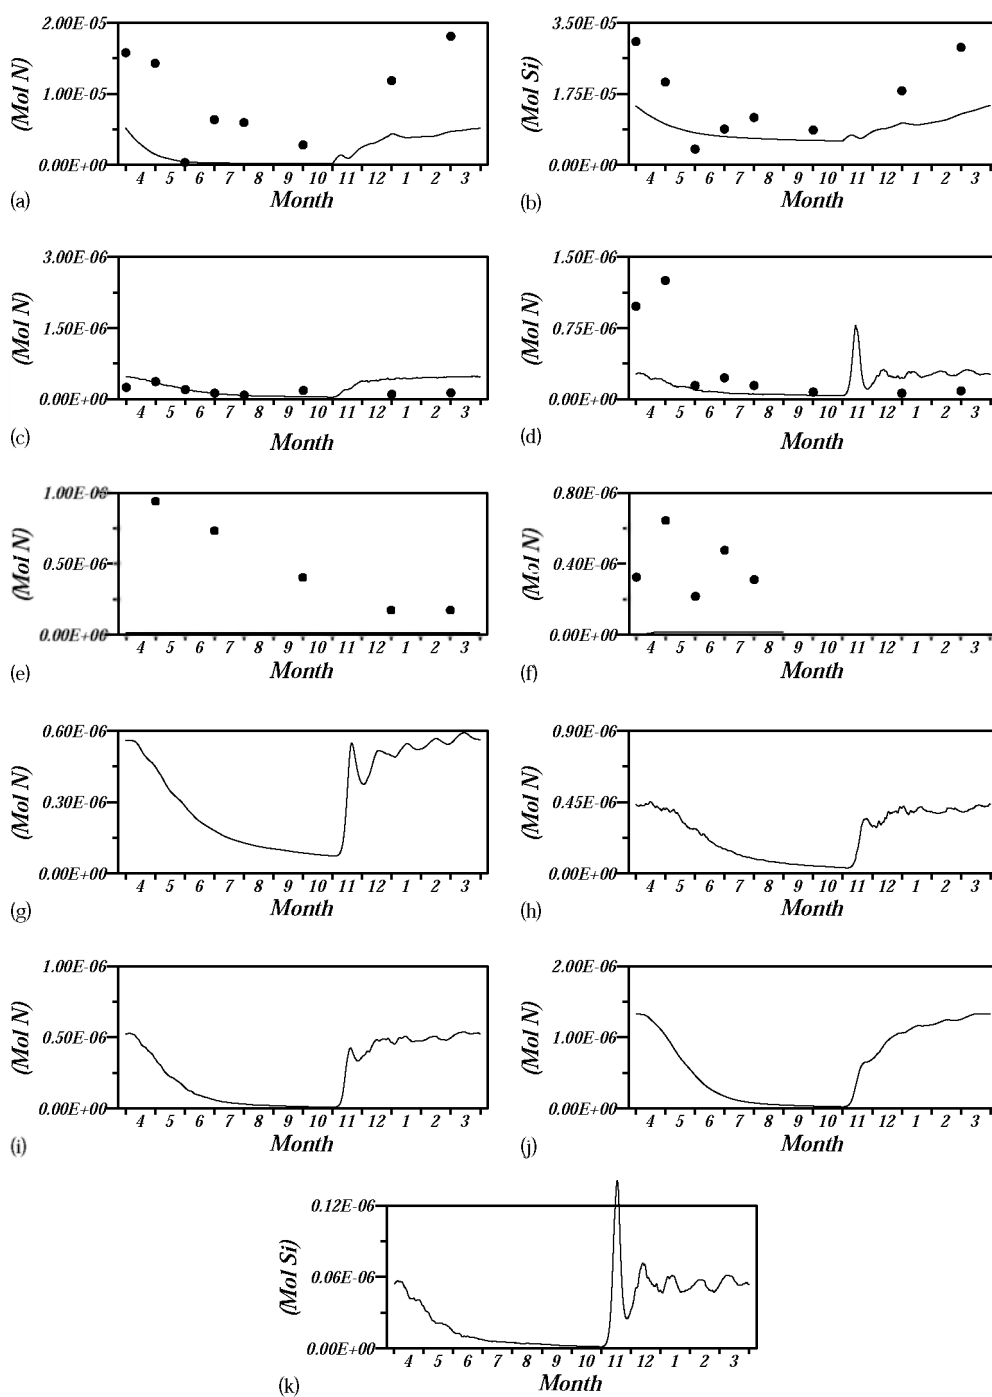 2.00E-05
1.00E-05
0.00E+00
(Mol N)
4 5 6 7 8 9 10 11 12 1 2 3
Month
(a)
3.50E-05
1.75E-05
0.00E+00
(Mol Si)
4 5 6 7 8 9 10 11 12 1 2 3
Month
(b)
3.00E-06
1.50E-06
0.00E+00
(Mol N)
4 5 6 7 8 9 10 11 12 1 2 3
Month
(c)
1.50E-06
0.75E-06
0.00E+00
(Mol N)
4 5 6 7 8 9 10 11 12 1 2 3
Month
(d)
1.00E-06
0.50E-06
0.00E+00
(Mol N)
4 5 6 7 8 9 10 11 12 1 2 3
Month
(e)
0.80E-06
0.40E-06
0.00E+00
(Mol N)
4 5 6 7 8 9 10 11 12 1 2 3
Month
(f)
0.60E-06
0.30E-06
0.00E+00
(Mol N)
4 5 6 7 8 9 10 11 12 1 2 3
Month
(g)
0.90E-06
0.45E-06
0.00E+00
(Mol N)
4 5 6 7 8 9 10 11 12 1 2 3
Month
(h)
1.00E-06
0.50E-06
0.00E+00
(Mol N)
4 5 6 7 8 9 10 11 12 1 2 3
Month
(i)
2.00E-06
1.00E-06
0.00E+00
(Mol N)
4 5 6 7 8 9 10 11 12 1 2 3
Month
(j)
0.12E-06
0.06E-06
0.00E+00
(Mol Si)
4 5 6 7 8 9 10 11 12 1 2 3
Month
(k)